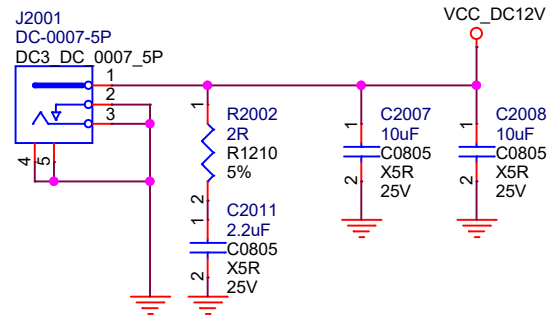 J2001
DC-0007-5P
DC3_DC_0007_5P
VCC_DC12V
1
2
3
4
5
1
R2002
2R
R1210
5%
2
1
C2011
2.2uF
C0805
X5R
25V
2
1
C2007
10uF
C0805
X5R
25V
2
1
C2008
10uF
C0805
X5R
25V
2